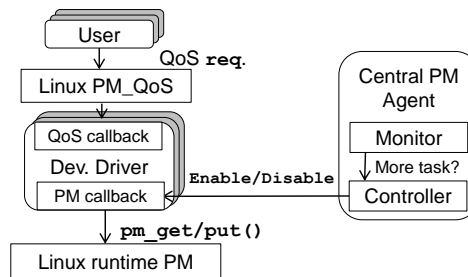 User
QoS req.
Linux PM_QoS
QoS callback
Dev. Driver
PM callback
Enable/Disable
pm_get/put()
Linux runtime PM
Central PM
Agent
Monitor
More task?
Controller